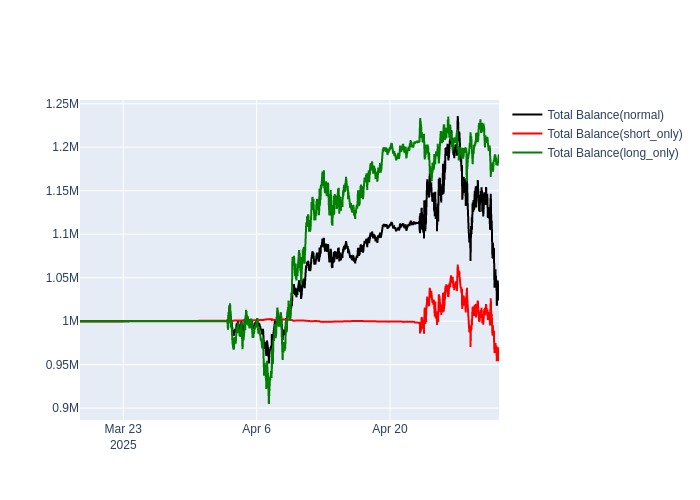 1.25M
1.2M
1.15M
1.1M
1.05M
1M
0.95M
0.9M
Mar 23
2025
Apr 6
Apr 20
Total Balance(normal)
Total Balance(short_only)
Total Balance(long_only)